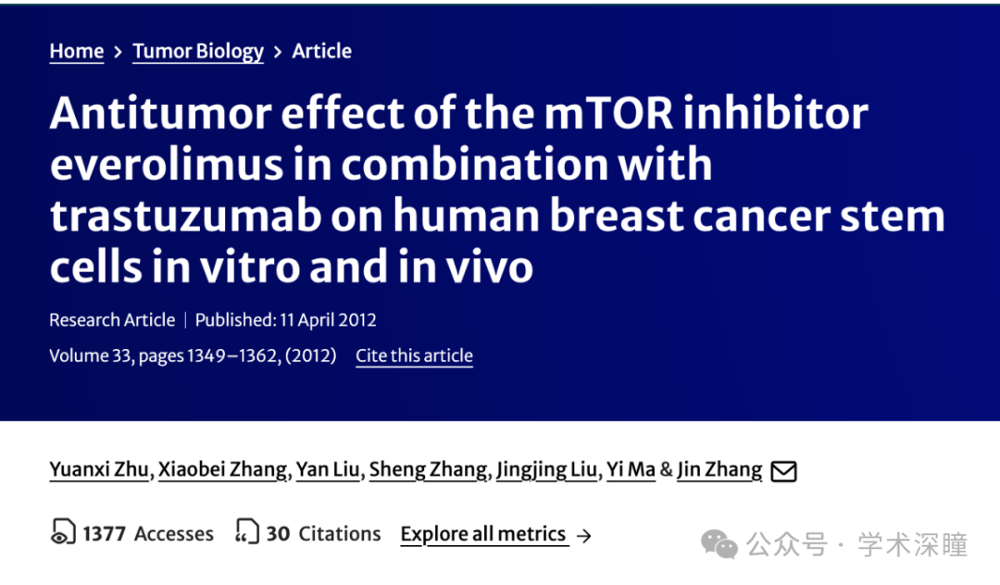 Home > Tumor Biology > Article
Antitumor effect of the mTOR inhibitor
everolimus in combination with
trastuzumab on human breast cancer stem
cells in vitro and in vivo
Research Article | Published: 11 April 2012
Volume 33, pages 1349–1362, (2012) Cite this article
Yuanxi Zhu, Xiaobei Zhang, Yan Liu, Sheng Zhang, Jingjing Liu, Yi Ma & Jin Zhang
1377 Accesses 30 Citations Explore all metrics →
公众号 · 学术深瞳